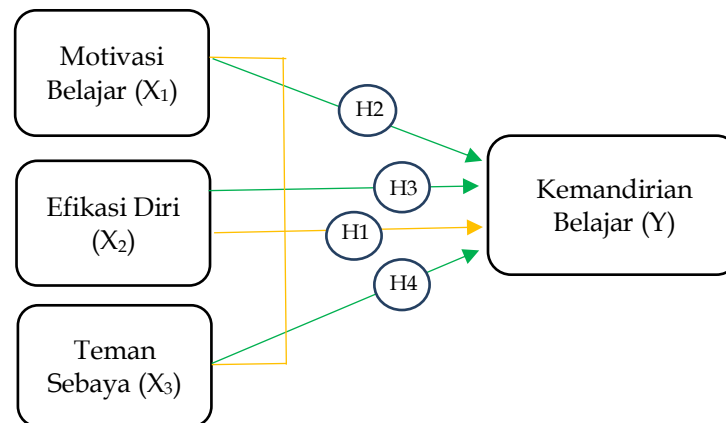 Motivasi
Belajar (X₁)
H2
Efikasi Diri
(X₂)
H3
H1
Kemandirian
Belajar (Y)
H4
Teman
Sebaya (X₃)